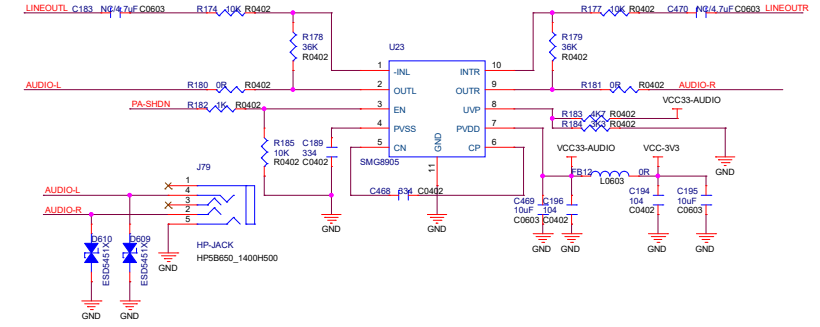 LINEOUTL C183 NC/4.7uF C0603 R174 10K R0402 R177 10K R0402 C470 NC/4.7uF C0603 LINEOUTR
R178
36K
R0402
R179
36K
R0402
U23
1 -INL INTR 10
2 OUTL OUTR 9
3 EN UVP 8
4 PVSS PVDD 7
5 CN CP 6
GND
11
SMG8905
AUDIO-L R180 0R R0402 R181 0R R0402 AUDIO-R
PA-SHDN R182 1K R0402
VCC33-AUDIO
R183 4K7 R0402
R184 3K3 R0402
GND
R185
10K
R0402
C189
334
C0402
C468 334 C0402
GND
GND
VCC33-AUDIO VCC-3V3
FB12 0R
L0603
C469
10uF
C0603
C196
104
C0402
C194
104
C0402
C195
10uF
C0603
GND GND GND GND
J79
1
4
3
2
5
AUDIO-L
AUDIO-R
HP-JACK
HP5B650_1400H500
GND
D610
ESD5451X
D609
ESD5451X
GND GND